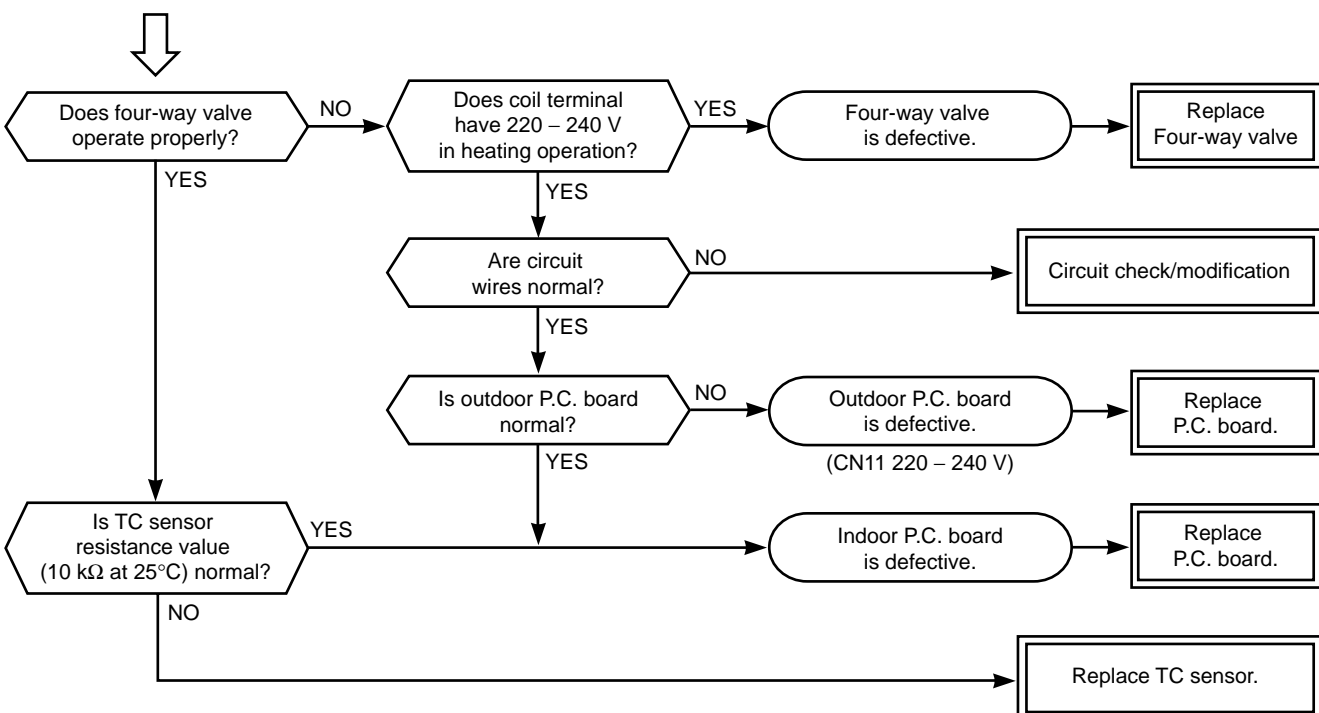 Does four-way valve
operate properly?
NO
Does coil terminal
have 220 – 240 V
in heating operation?
YES
Four-way valve
is defective.
Replace
Four-way valve
YES
YES
Are circuit
wires normal?
NO
Circuit check/modification
YES
Is outdoor P.C. board
normal?
NO
Outdoor P.C. board
is defective.
(CN11 220 – 240 V)
Replace
P.C. board.
YES
Is TC sensor
resistance value
(10 kΩ at 25°C) normal?
YES
Indoor P.C. board
is defective.
Replace
P.C. board.
NO
Replace TC sensor.